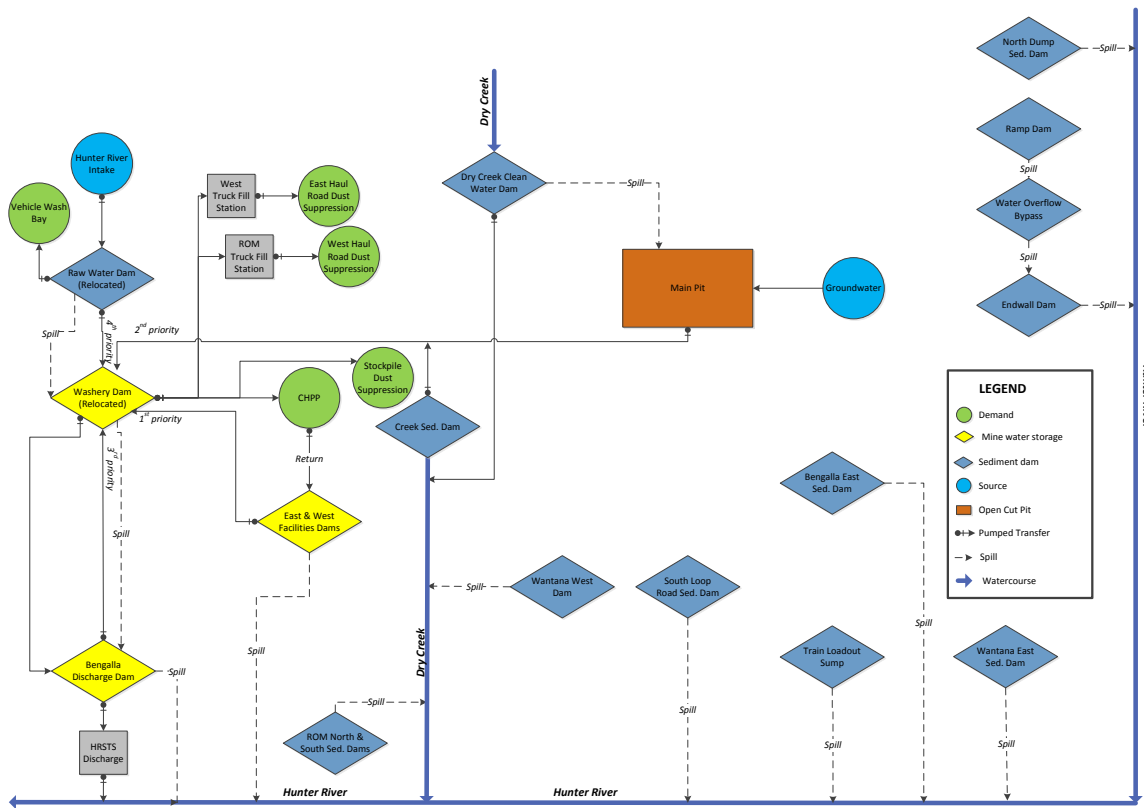 North Dump
Sed. Dam
Spill
Dry Creek
Ramp Dam
Spill
Hunter River
Intake
Dry Creek Clean
Water Dam
Spill
West
Truck Fill
Station
East Haul
Road Dust
Suppression
Vehicle Wash
Bay
Water Overflow
Bypass
Spill
ROM
Truck Fill
Station
West Haul
Road Dust
Suppression
Raw Water Dam
(Relocated)
Main Pit
Groundwater
Endwall Dam
Spill
Spill
4th priority
2nd priority
Stockpile
Dust
Suppression
Washery Dam
(Relocated)
CHPP
1st priority
Creek Sed. Dam
LEGEND
Demand
Mine water storage
Sediment dam
Source
Open Cut Pit
Pumped Transfer
Spill
Watercourse
3rd priority
Return
Spill
East & West
Facilities Dams
Bengalla East
Sed. Dam
Wantana West
Dam
Spill
South Loop
Road Sed. Dam
Spill
Dry Creek
Bengalla
Discharge Dam
Spill
Spill
Train Loadout
Sump
Wantana East
Sed. Dam
Spill
Spill
ROM North &
South Sed. Dams
Spill
HRSTS
Discharge
Spill
Spill
Hunter River
Hunter River